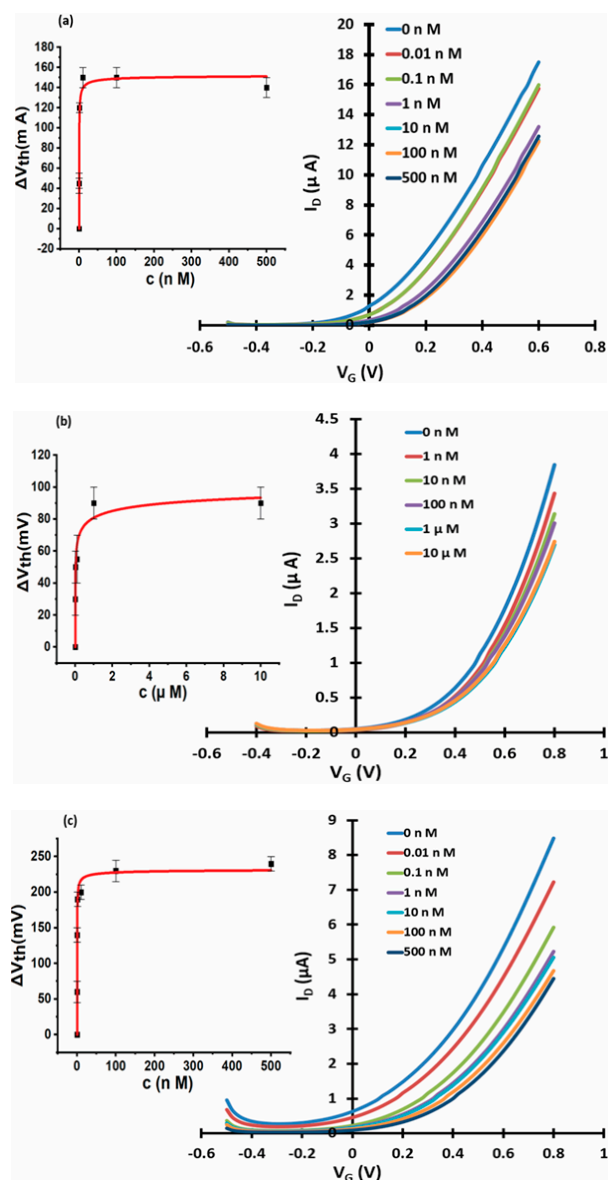 (a)
ΔVth(m A)
160
140
120
100
80
60
40
20
0
-20
0 100 200 300 400 500
c (n M)
I_D (µ A)
20
18
16
14
12
10
8
6
4
2
0
-0.6 -0.4 -0.2 0 0.2 0.4 0.6 0.8
V_G (V)
0 n M
0.01 n M
0.1 n M
1 n M
10 n M
100 n M
500 n M
(b)
ΔVth(mV)
120
100
80
60
40
20
0
0 2 4 6 8 10
c (µ M)
I_D (µ A)
4.5
4
3.5
3
2.5
2
1.5
1
0.5
0
-0.6 -0.4 -0.2 0 0.2 0.4 0.6 0.8 1
V_G (V)
0 n M
1 n M
10 n M
100 n M
1 µ M
10 µ M
(c)
ΔVth(mV)
250
200
150
100
50
0
0 100 200 300 400 500
c (n M)
I_D (µA)
9
8
7
6
5
4
3
2
1
0
-0.6 -0.4 -0.2 0 0.2 0.4 0.6 0.8 1
V_G (V)
0 n M
0.01 n M
0.1 n M
1 n M
10 n M
100 n M
500 n M